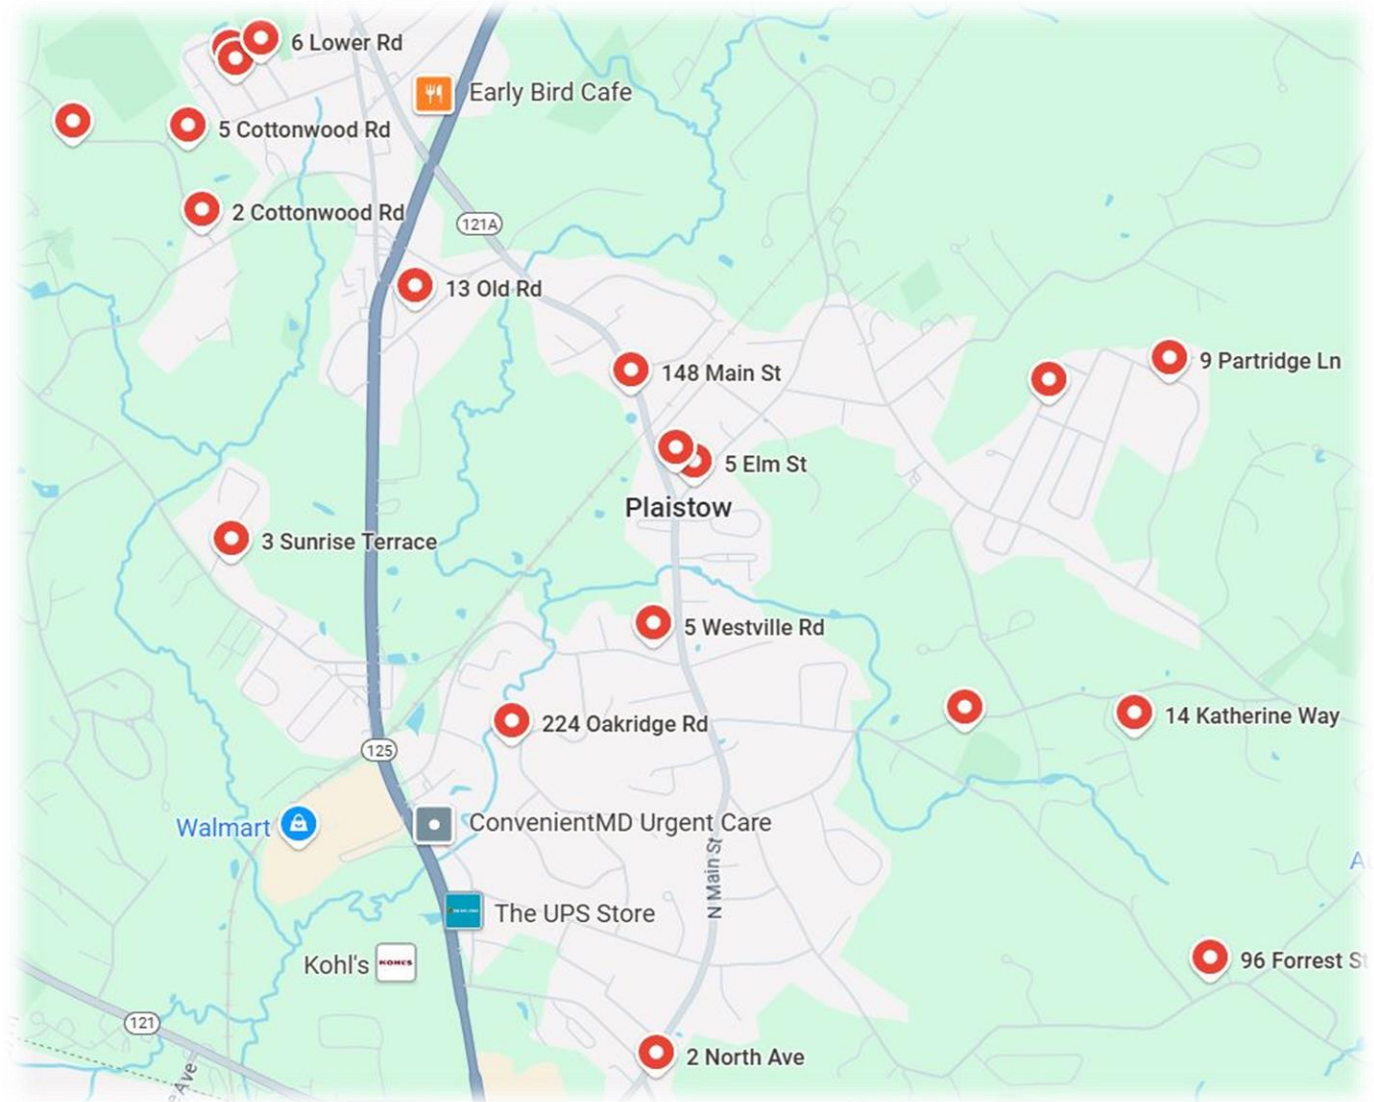 6 Lower Rd
Early Bird Cafe
5 Cottonwood Rd
2 Cottonwood Rd
121A
13 Old Rd
148 Main St
9 Partridge Ln
5 Elm St
Plaistow
3 Sunrise Terrace
5 Westville Rd
14 Katherine Way
224 Oakridge Rd
125
Walmart
ConvenientMD Urgent Care
N Main St
The UPS Store
Kohl's
KOHL'S
96 Forrest St
121
2 North Ave
Ave